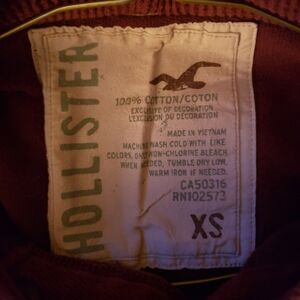 HOLLISTER
100% COTTON/COTON
EXCLUSIVE OF DECORATION
L'EXCLUSION DU DÉCORATION
MADE IN VIETNAM
MACHINE WASH COLD WITH LIKE
COLORS, ONLY NON-CHLORINE BLEACH
WHEN NEEDED, TUMBLE DRY LOW,
WARM IRON IF NEEDED.
CA50316
RN102573
XS